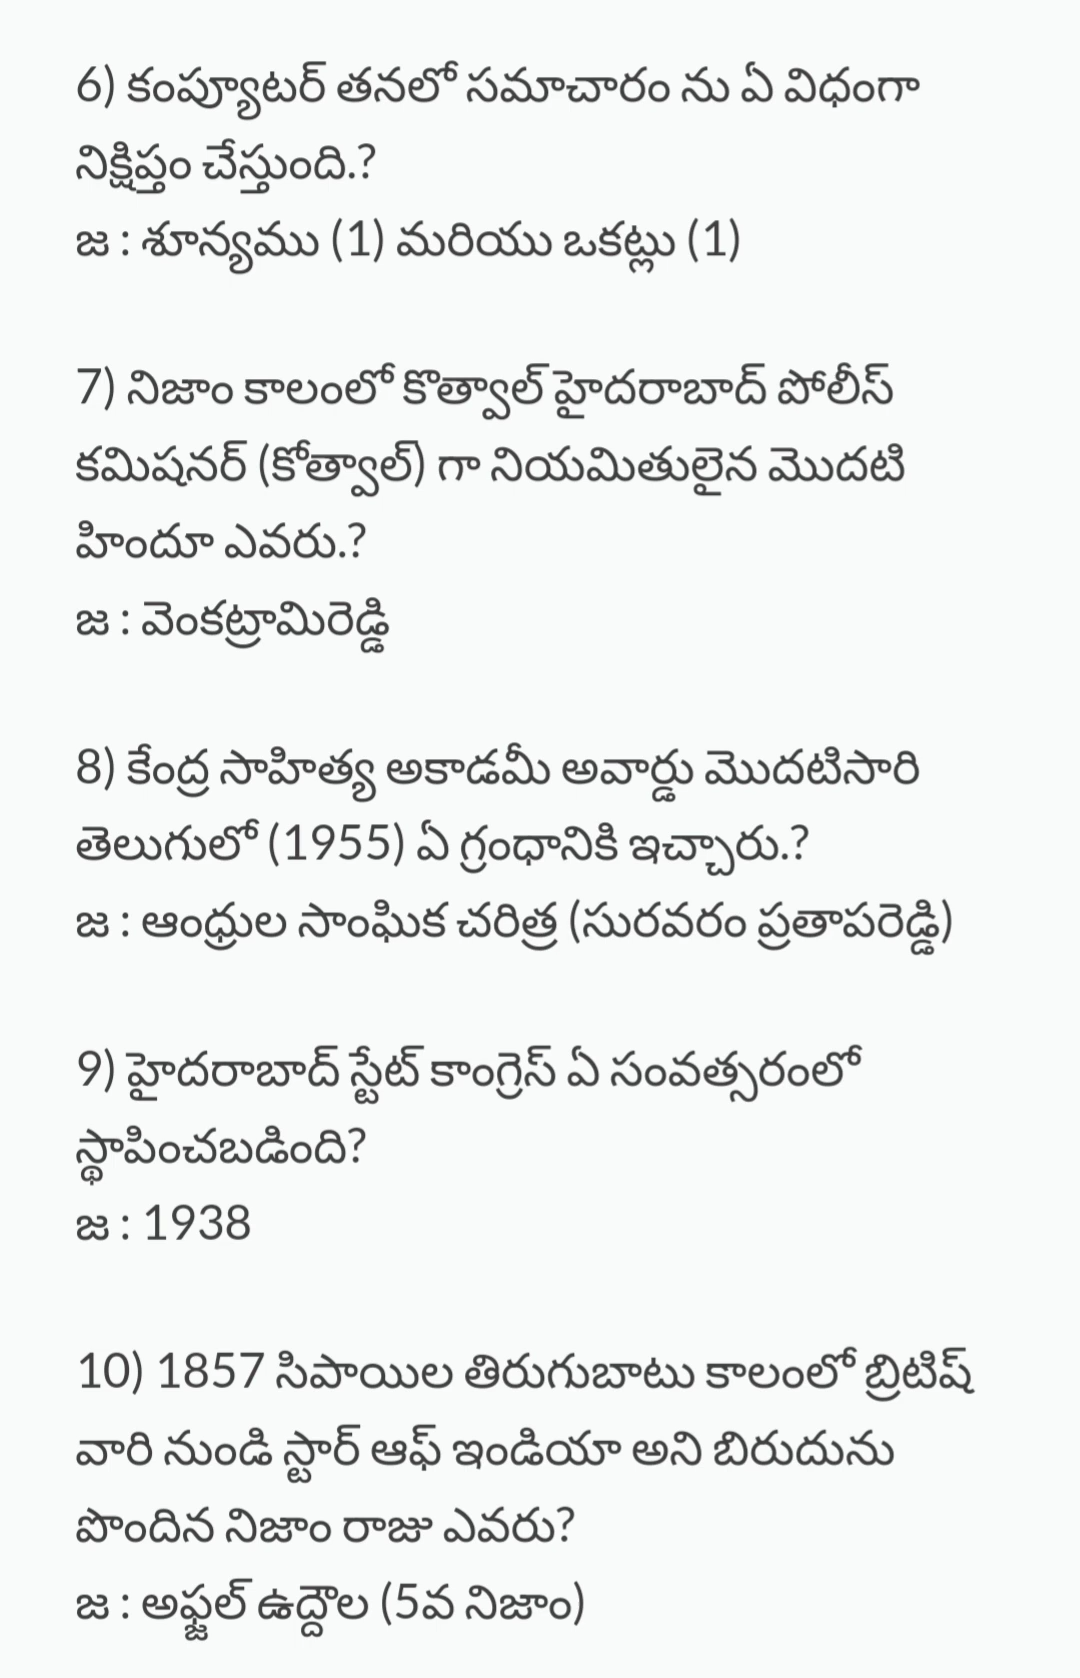 6) కంప్యూటర్ తనలో సమాచారం ను ఏ విధంగా
నిక్షిప్తం చేస్తుంది.?
జ : శూన్యము (1) మరియు ఒకట్లు (1)
7) నిజాం కాలంలో కొత్వాల్ హైదరాబాద్ పోలీస్
కమిషనర్ (కోత్వాల్) గా నియమితులైన మొదటి
హిందూ ఎవరు.?
జ : వెంకట్రామిరెడ్డి
8) కేంద్ర సాహిత్య అకాడమీ అవార్డు మొదటిసారి
తెలుగులో (1955) ఏ గ్రంధానికి ఇచ్చారు.?
జ : ఆంధ్రుల సాంఘిక చరిత్ర (సురవరం ప్రతాపరెడ్డి)
9) హైదరాబాద్ స్టేట్ కాంగ్రెస్ ఏ సంవత్సరంలో
స్థాపించబడింది?
జ : 1938
10) 1857 సిపాయిల తిరుగుబాటు కాలంలో బ్రిటిష్
వారి నుండి స్టార్ ఆఫ్ ఇండియా అని బిరుదును
పొందిన నిజాం రాజు ఎవరు?
జ : అఫ్జల్ ఉద్దౌల (5వ నిజాం)